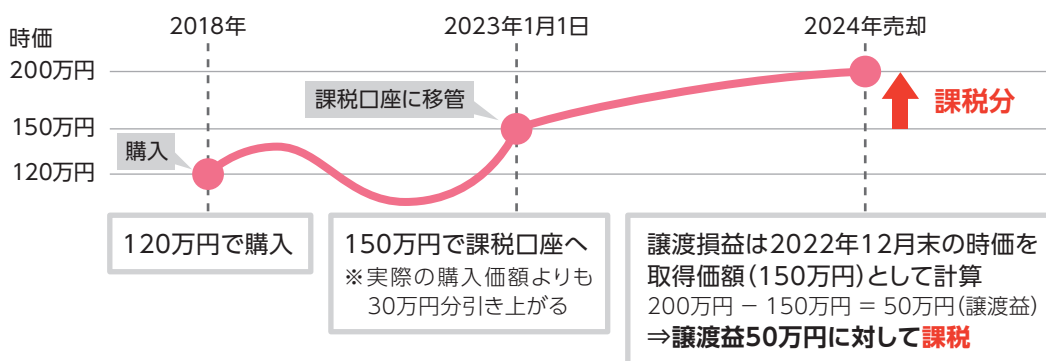 時価
2018年
2023年1月1日
2024年売却
200万円
150万円
120万円
購入
課税口座に移管
課税分
120万円で購入
150万円で課税口座へ
※実際の購入価額よりも
30万円分引き上がる
譲渡損益は2022年12月末の時価を
取得価額(150万円)として計算
200万円 − 150万円 = 50万円(譲渡益)
⇒譲渡益50万円に対して課税